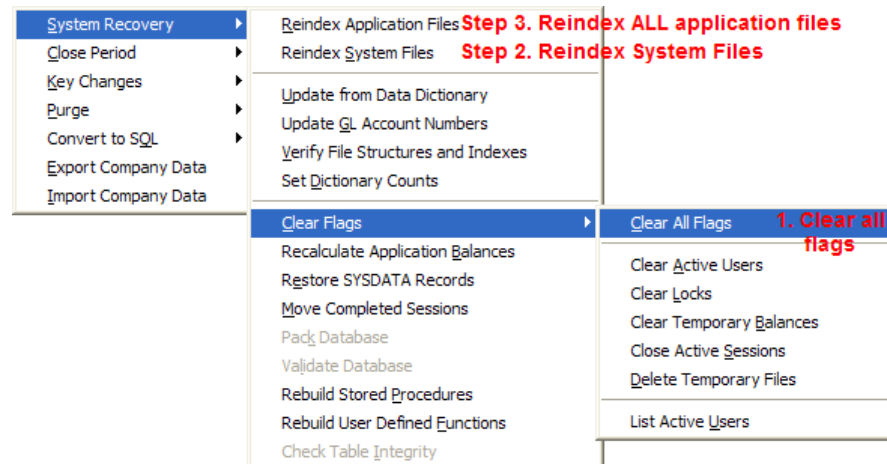 System Recovery
Close Period
Key Changes
Purge
Convert to SQL
Export Company Data
Import Company Data
Reindex Application Files Step 3. Reindex ALL application files
Reindex System Files Step 2. Reindex System Files
Update from Data Dictionary
Update GL Account Numbers
Verify File Structures and Indexes
Set Dictionary Counts
Clear Flags
Recalculate Application Balances
Restore SYSDATA Records
Move Completed Sessions
Pack Database
Validate Database
Rebuild Stored Procedures
Rebuild User Defined Functions
Check Table Integrity
Clear All Flags 1. Clear all
flags
Clear Active Users
Clear Locks
Clear Temporary Balances
Close Active Sessions
Delete Temporary Files
List Active Users